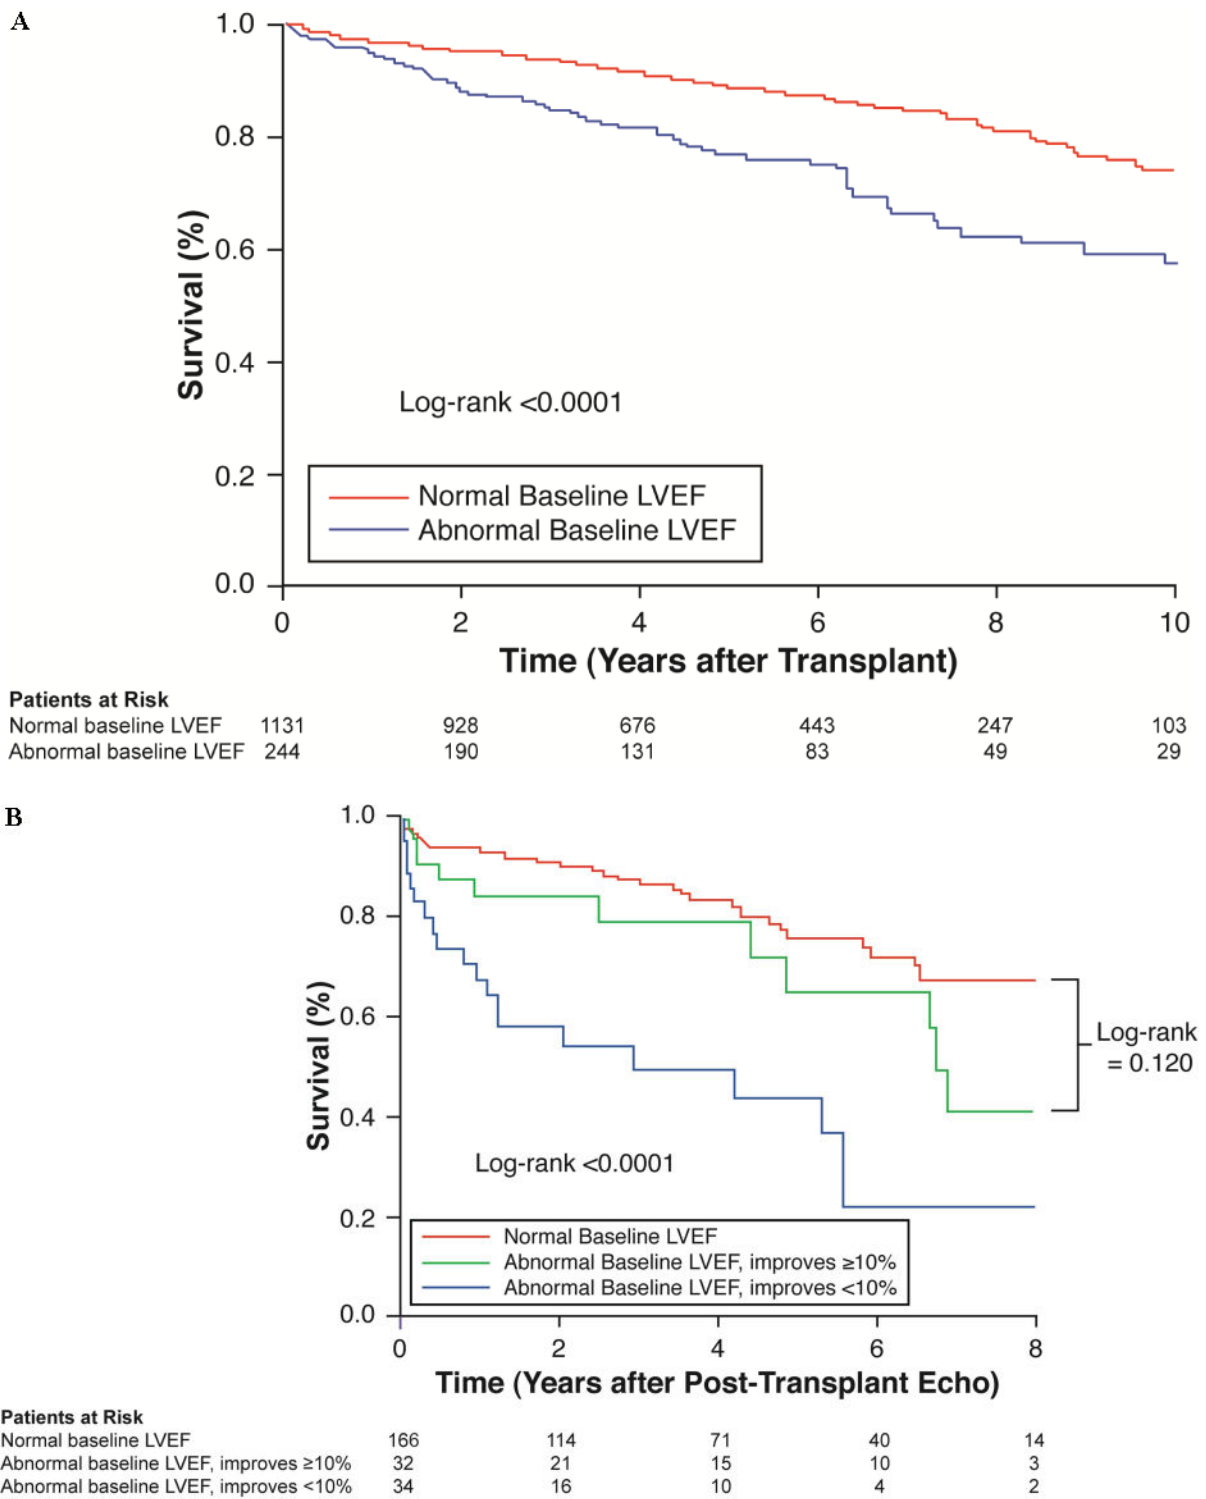 A
1.0
0.8
0.6
0.4
0.2
0.0
Survival (%)
Log-rank <0.0001
Normal Baseline LVEF
Abnormal Baseline LVEF
0 2 4 6 8 10
Time (Years after Transplant)
Patients at Risk
Normal baseline LVEF 1131 928 676 443 247 103
Abnormal baseline LVEF 244 190 131 83 49 29
B
1.0
0.8
0.6
0.4
0.2
0.0
Survival (%)
Log-rank
= 0.120
Log-rank <0.0001
Normal Baseline LVEF
Abnormal Baseline LVEF, improves ≥10%
Abnormal Baseline LVEF, improves <10%
0 2 4 6 8
Time (Years after Post-Transplant Echo)
Patients at Risk
Normal baseline LVEF 166 114 71 40 14
Abnormal baseline LVEF, improves ≥10% 32 21 15 10 3
Abnormal baseline LVEF, improves <10% 34 16 10 4 2